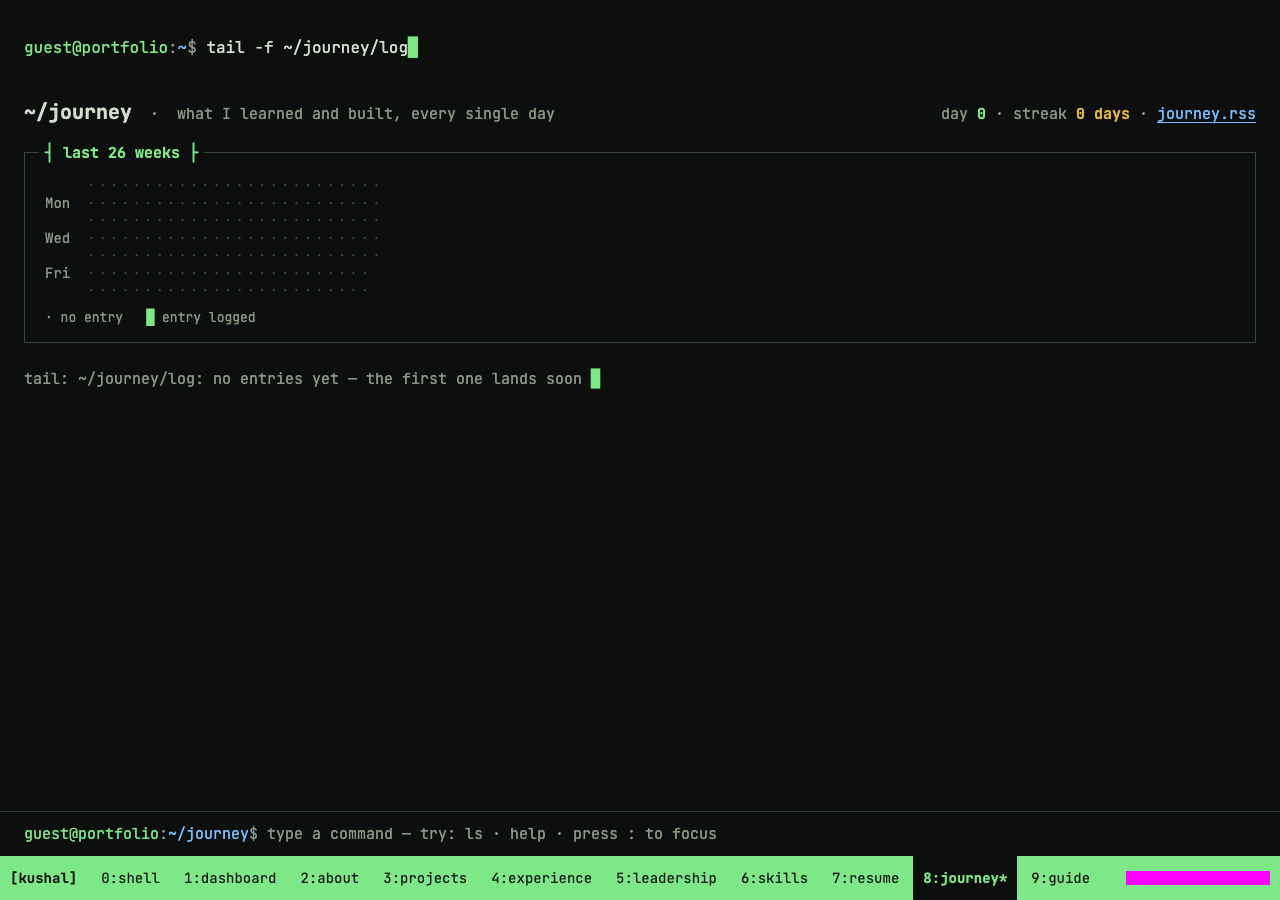 guest@portfolio:~$ tail -f ~/journey/log
~/journey · what I learned and built, every single day
day 0 · streak 0 days · journey.rss
last 26 weeks
Mon
Wed
Fri
· no entry █ entry logged
tail: ~/journey/log: no entries yet — the first one lands soon
guest@portfolio:~/journey$ type a command — try: ls · help · press : to focus
[kushal] 0:shell 1:dashboard 2:about 3:projects 4:experience 5:leadership 6:skills 7:resume 8:journey* 9:guide